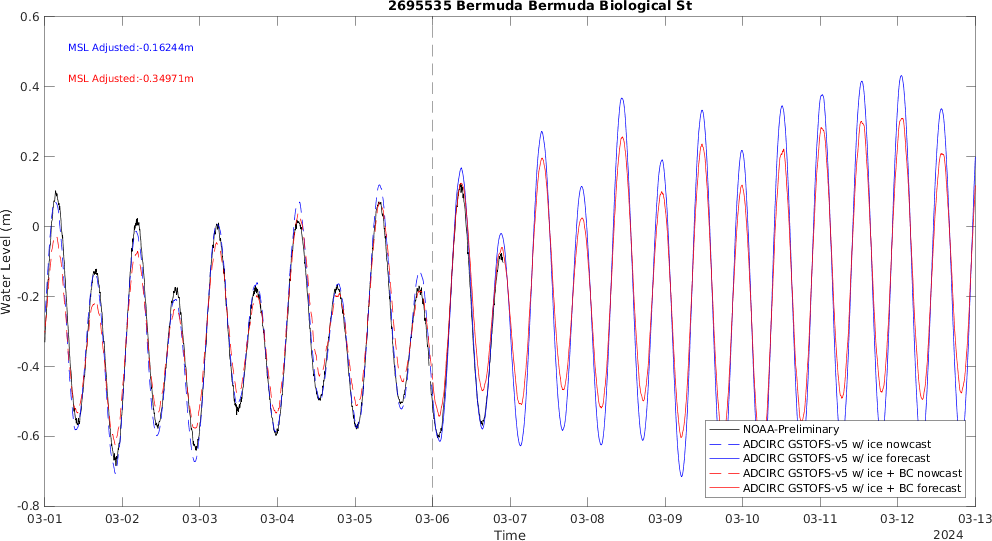 2695535 Bermuda Bermuda Biological St
MSL Adjusted:-0.16244m
MSL Adjusted:-0.34971m
Water Level (m)
0.6
0.4
0.2
0
-0.2
-0.4
-0.6
-0.8
NOAA-Preliminary
ADCIRC GSTOFS-v5 w/ ice nowcast
ADCIRC GSTOFS-v5 w/ ice forecast
ADCIRC GSTOFS-v5 w/ ice + BC nowcast
ADCIRC GSTOFS-v5 w/ ice + BC forecast
03-01 03-02 03-03 03-04 03-05 03-06 03-07 03-08 03-09 03-10 03-11 03-12 03-13
Time
2024